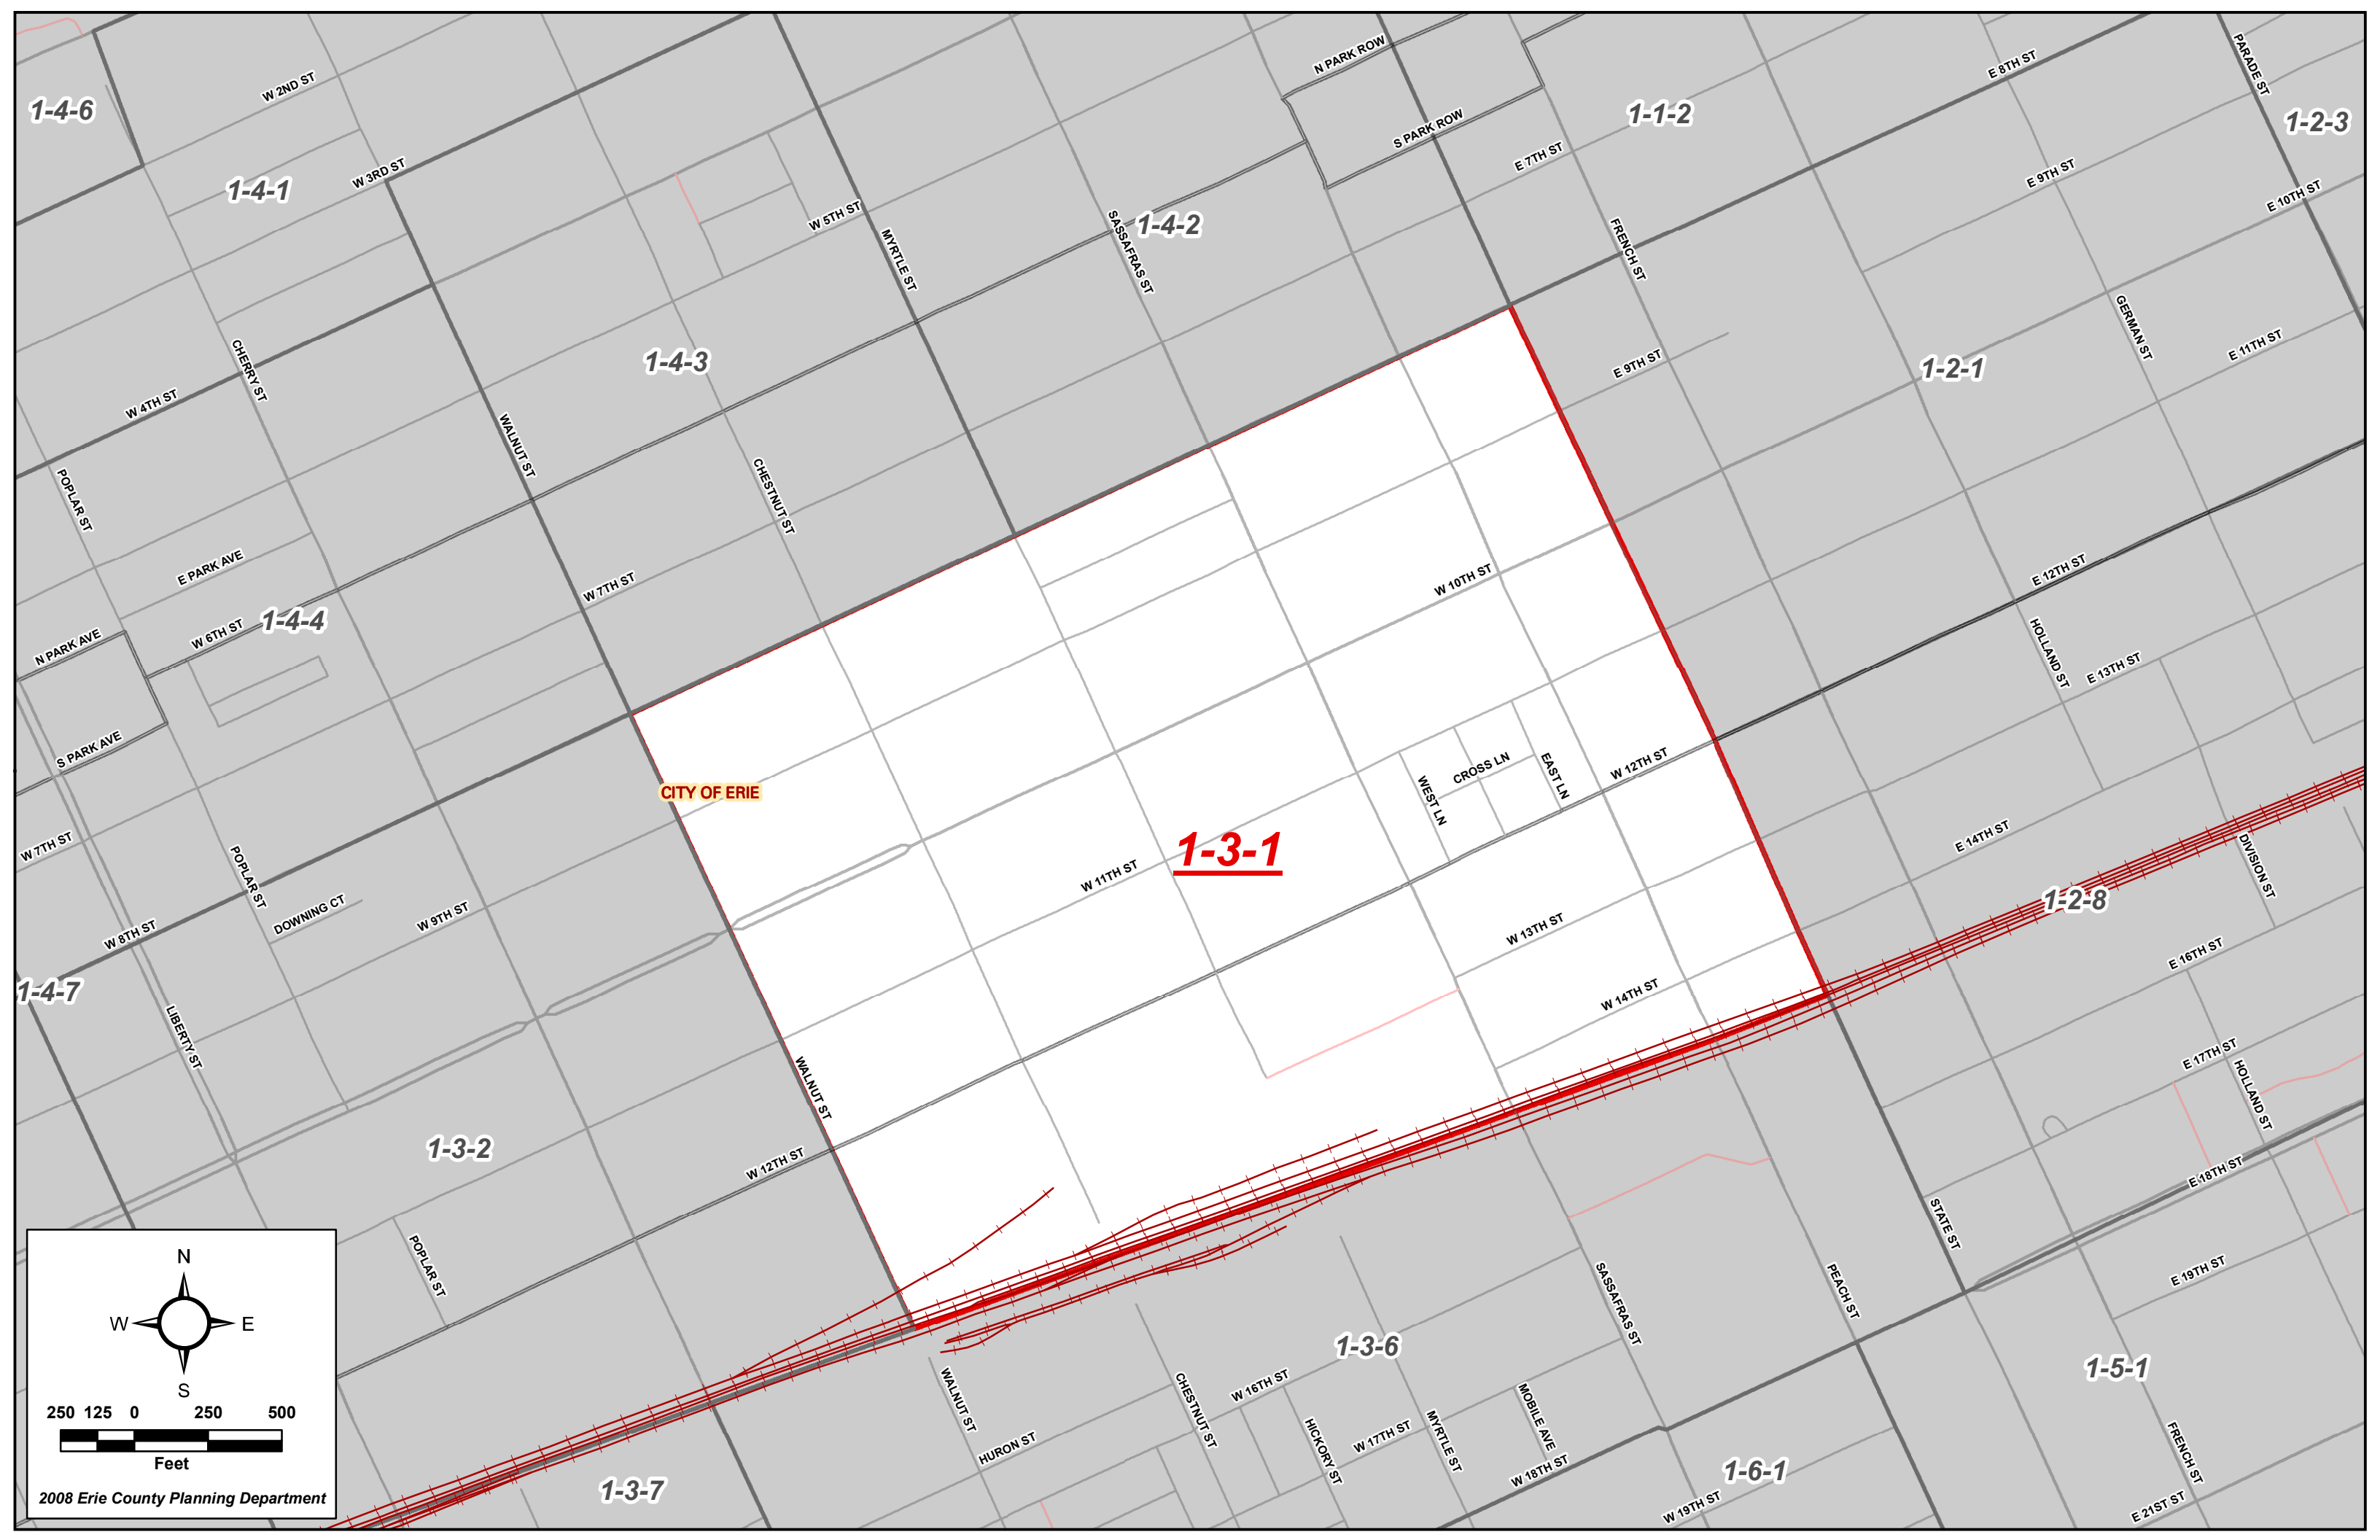 N PARK ROW
PARADE ST
E 8TH ST
W 2ND ST
1-4-6
1-1-2
1-2-3
S PARK ROW
E 7TH ST
W 3RD ST
1-4-1
E 9TH ST
E 10TH ST
W 5TH ST
1-4-2
SASSAFRAS ST
FRENCH ST
MYRTLE ST
GERMAN ST
E 11TH ST
CHERRY ST
1-4-3
E 9TH ST
1-2-1
W 4TH ST
WALNUT ST
CHESTNUT ST
POPLAR ST
E PARK AVE
W 7TH ST
W 10TH ST
E 12TH ST
1-4-4
W 6TH ST
N PARK AVE
HOLLAND ST
E 13TH ST
S PARK AVE
CITY OF ERIE
CROSS LN
EAST LN
WEST LN
W 12TH ST
W 7TH ST
1-3-1
E 14TH ST
DIVISION ST
POPLAR ST
W 11TH ST
1-2-8
DOWNING CT
W 9TH ST
W 8TH ST
W 13TH ST
E 16TH ST
1-4-7
W 14TH ST
LIBERTY ST
E 17TH ST
HOLLAND ST
WALNUT ST
1-3-2
W 12TH ST
E 18TH ST
STATE ST
POPLAR ST
E 19TH ST
PEACH ST
SASSAFRAS ST
1-3-6
1-5-1
WALNUT ST
CHESTNUT ST
W 16TH ST
MOBILE AVE
HICKORY ST
MYRTLE ST
W 17TH ST
HURON ST
FRENCH ST
W 18TH ST
1-6-1
1-3-7
W 19TH ST
E 21ST ST
N
W E
S
250 125 0 250 500
Feet
2008 Erie County Planning Department